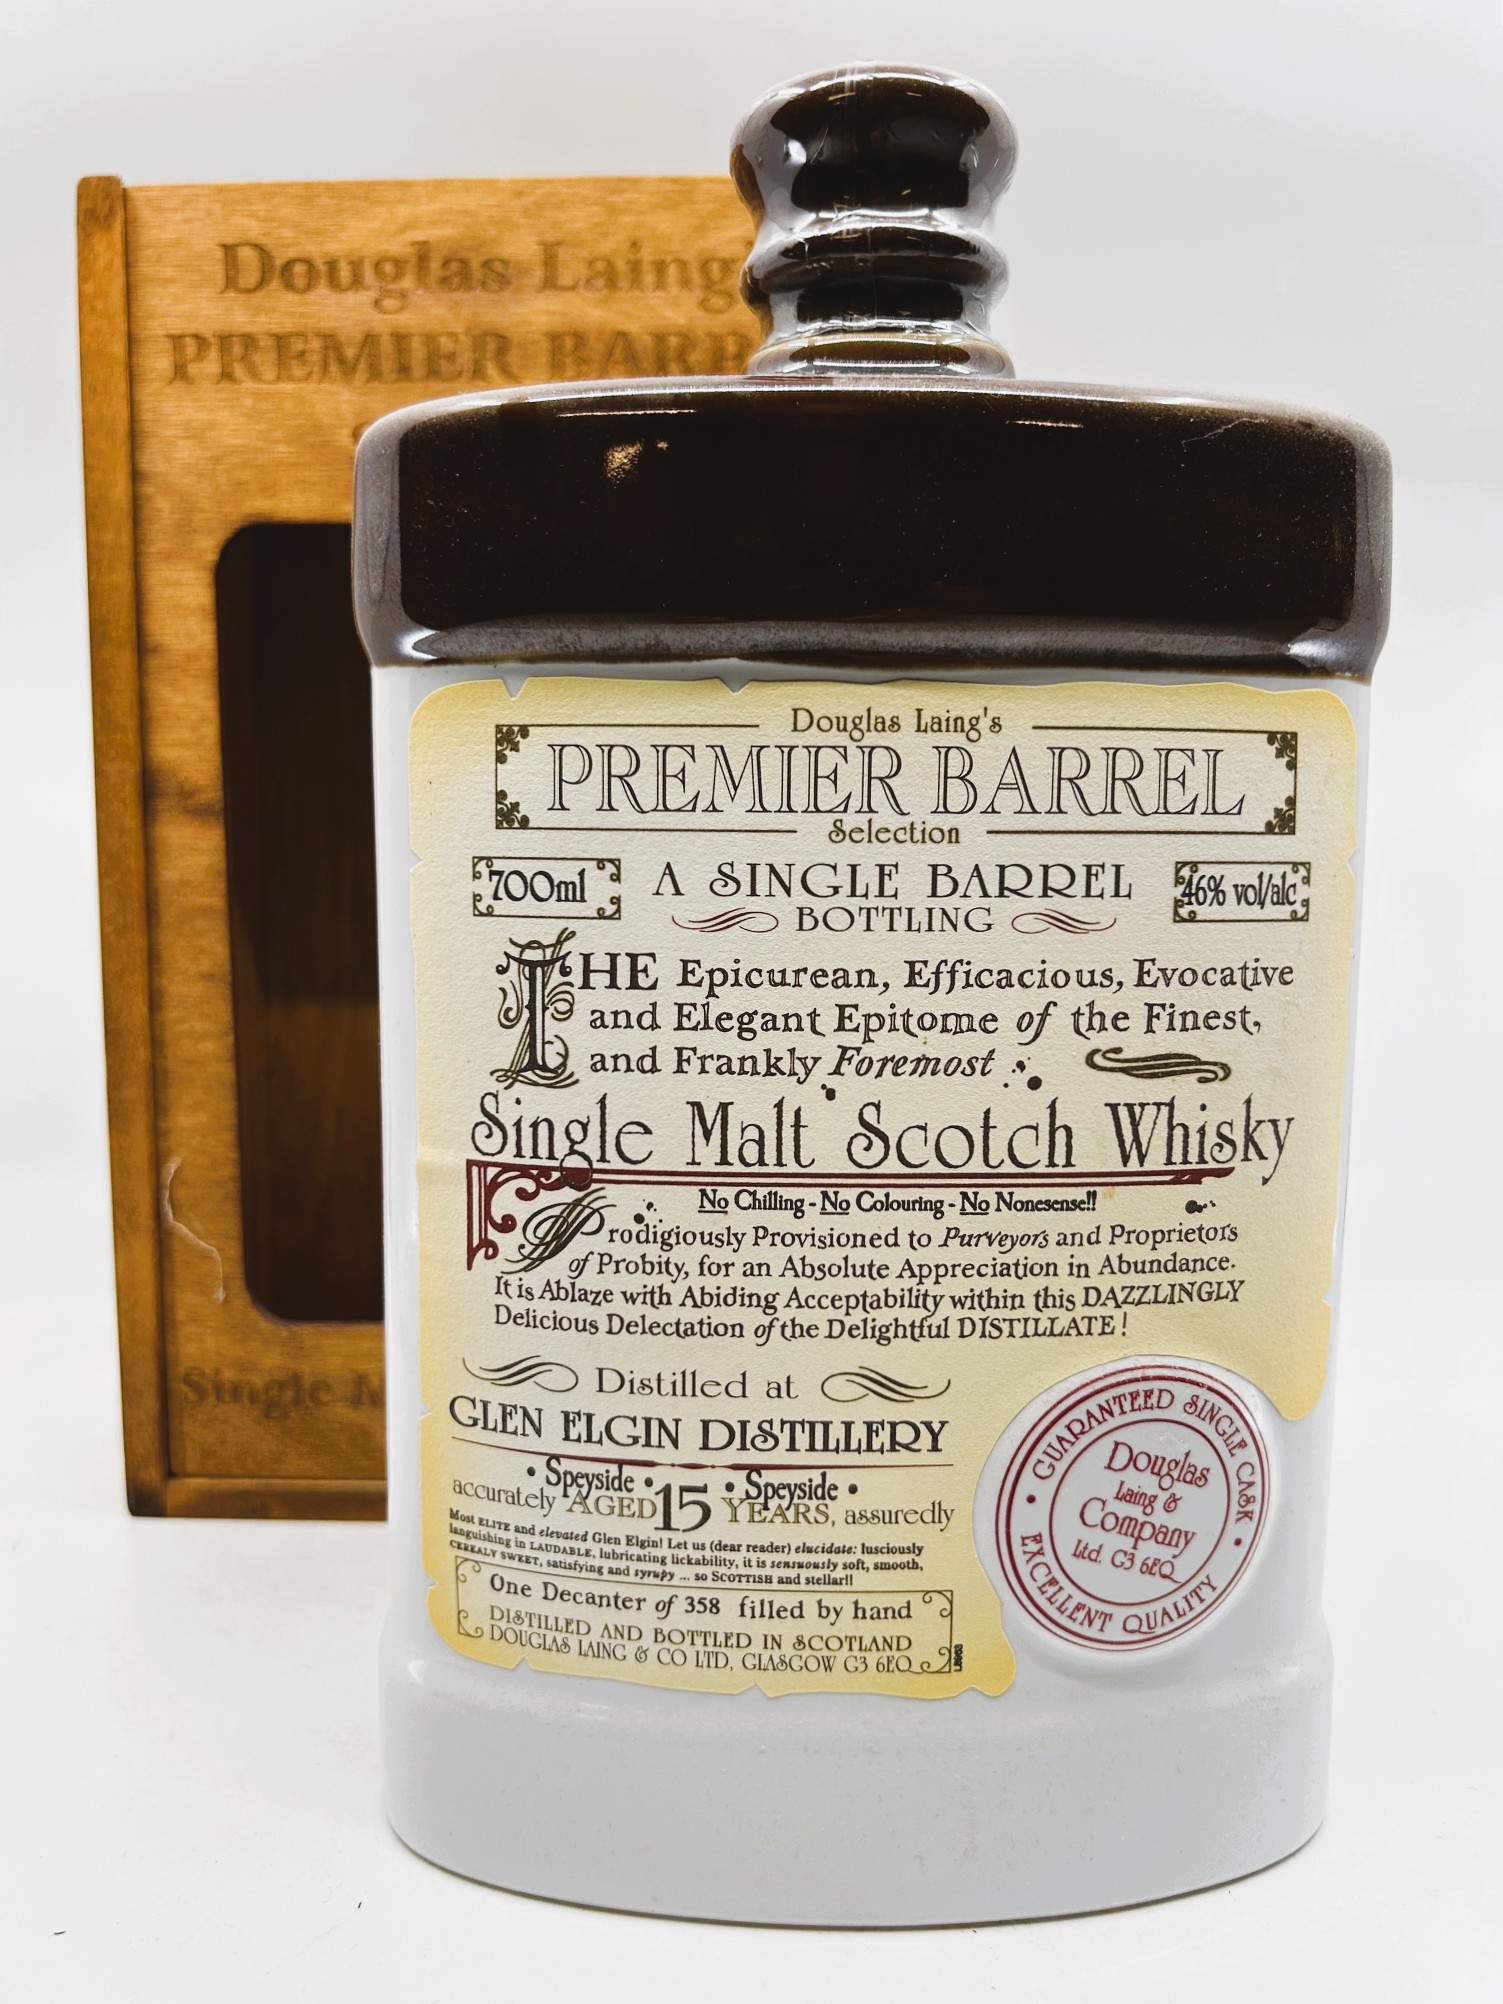 Douglas Laing'
PREMIER BARR
Single M
Douglas Laing's
PREMIER BARREL
Selection
700ml
A SINGLE BARREL
BOTTLING
46% vol/alc
THE Epicurean, Efficacious, Evocative
and Elegant Epitome of the Finest,
and Frankly Foremost
Single Malt Scotch Whisky
No Chilling - No Colouring - No Nonesense!!
Prodigiously Provisioned to Purveyors and Proprietors
of Probity, for an Absolute Appreciation in Abundance.
It is Ablaze with Abiding Acceptability within this DAZZLINGLY
Delicious Delectation of the Delightful DISTILLATE!
Distilled at
GLEN ELGIN DISTILLERY
• Speyside • • Speyside •
accurately AGED 15 YEARS, assuredly
Most ELITE and elevated Glen Elgin! Let us (dear reader) elucidate: lusciously
languishing in LAUDABLE, lubricating lickability, it is sensuously soft, smooth,
CEREALY SWEET, satisfying and syrupy ... so SCOTTISH and stellar!!
One Decanter of 358 filled by hand
DISTILLED AND BOTTLED IN SCOTLAND
DOUGLAS LAING & CO LTD, GLASGOW G3 6EQ
• GUARANTEED SINGLE CASK •
EXCELLENT QUALITY
Douglas
Laing &
Company
Ltd. G3 6EQ